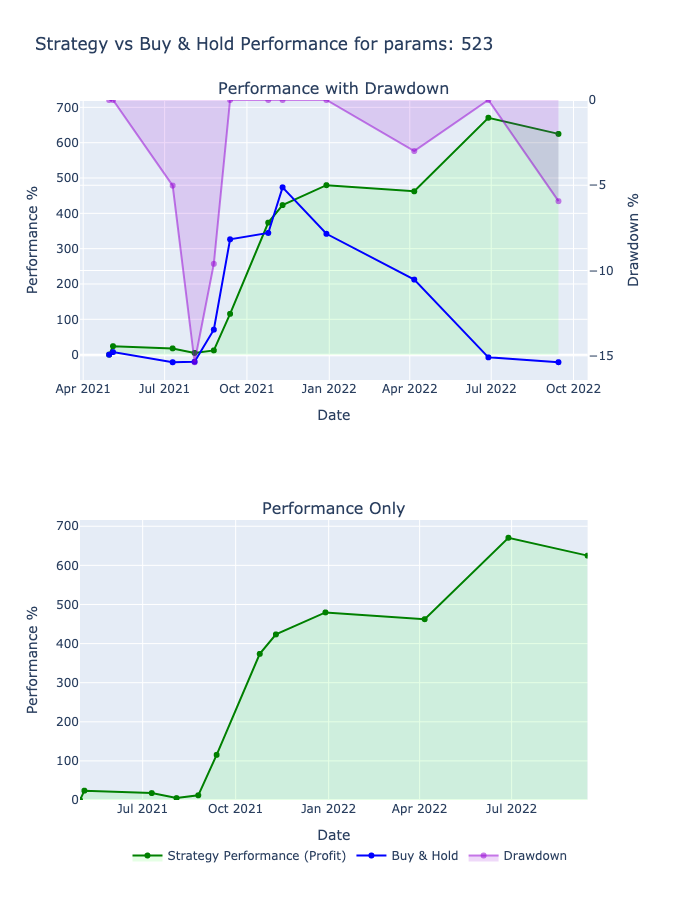 Strategy vs Buy & Hold Performance for params: 523
Performance with Drawdown
700
600
500
400
300
200
100
0
Performance %
0
−5
−10
−15
Drawdown %
Apr 2021 Jul 2021 Oct 2021 Jan 2022 Apr 2022 Jul 2022 Oct 2022
Date
Performance Only
700
600
500
400
300
200
100
0
Performance %
Jul 2021 Oct 2021 Jan 2022 Apr 2022 Jul 2022
Date
Strategy Performance (Profit) Buy & Hold Drawdown